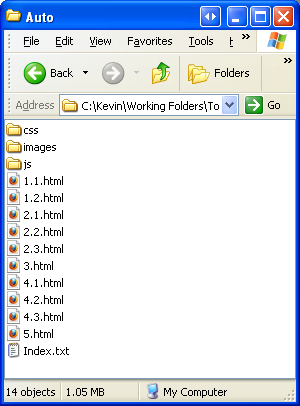 Auto
File Edit View Favorites Tools
Back Folders
Address C:\Kevin\Working Folders\To Go
css
images
js
1.1.html
1.2.html
2.1.html
2.2.html
2.3.html
3.html
4.1.html
4.2.html
4.3.html
5.html
Index.txt
14 objects 1.05 MB My Computer